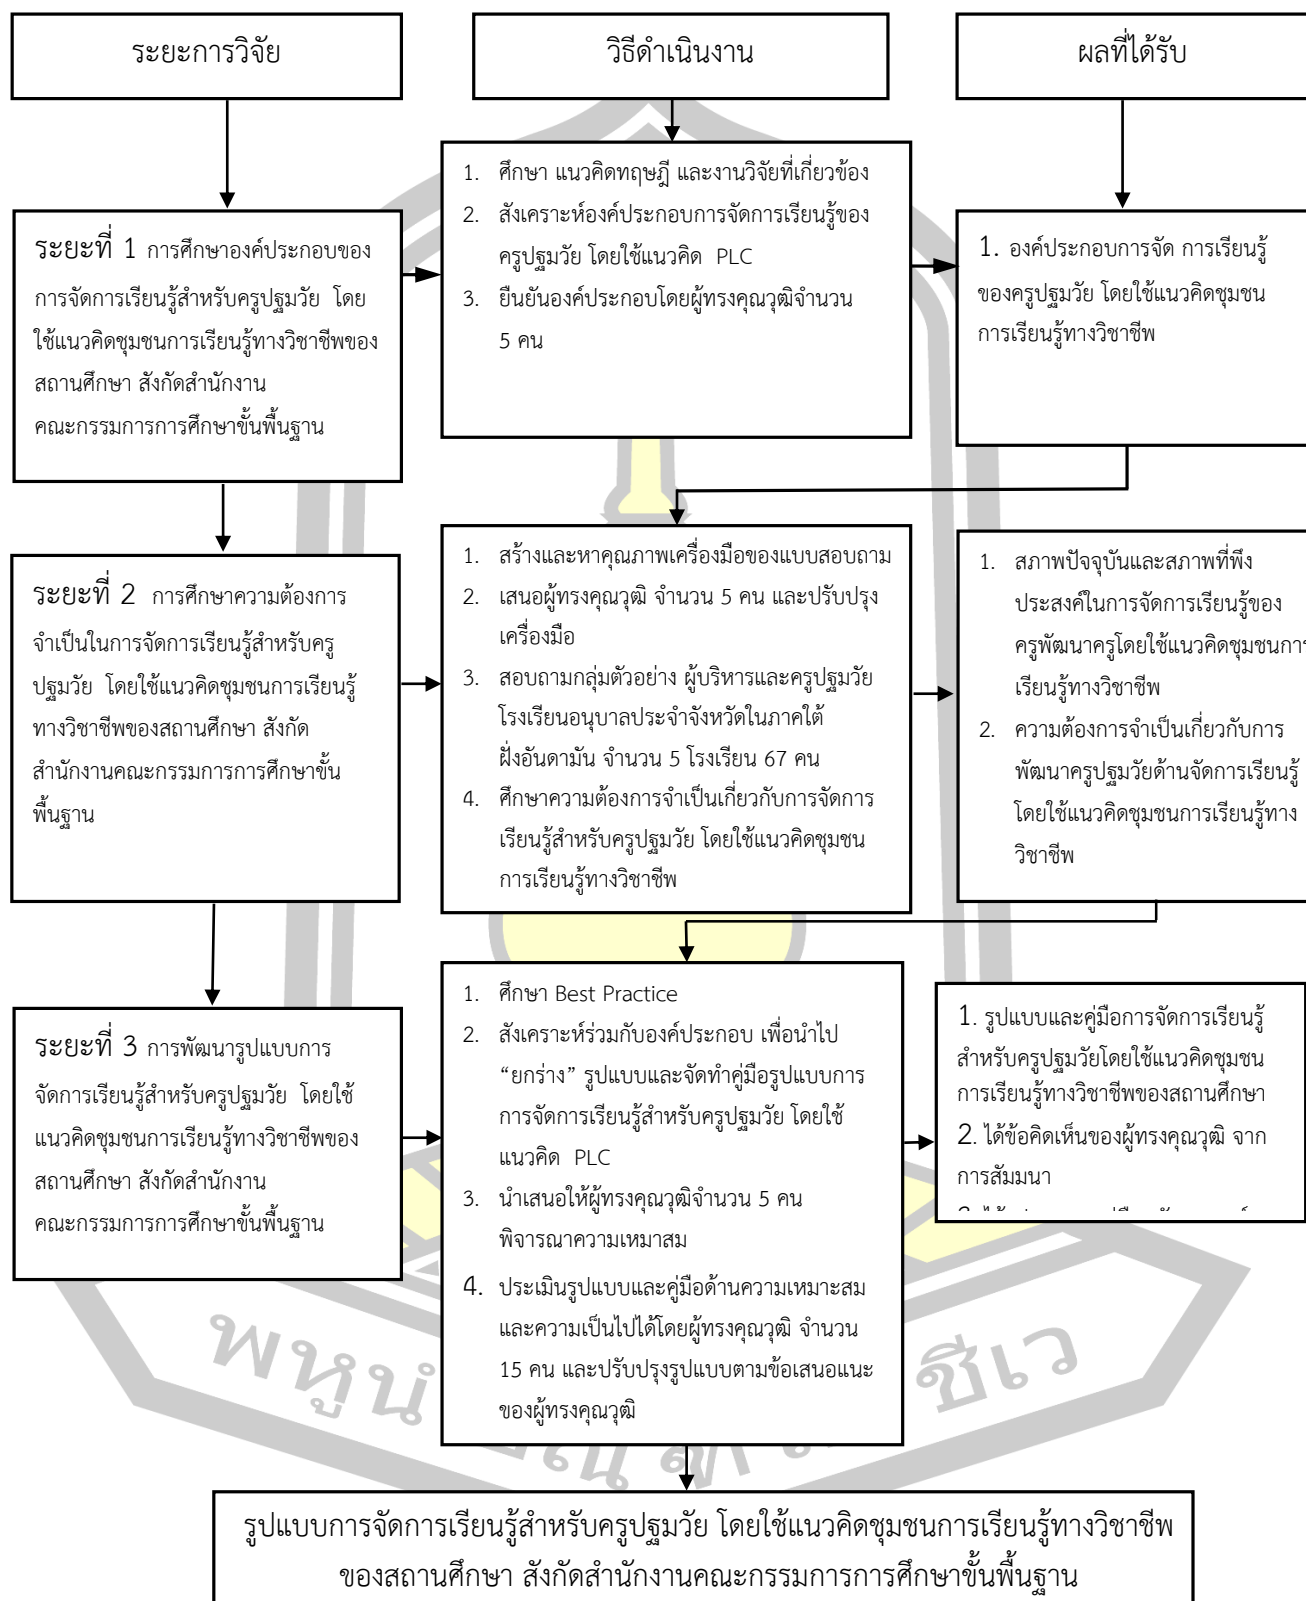 ระยะการวิจัย
วิธีดำเนินงาน
ผลที่ได้รับ
ระยะที่ 1 การศึกษาองค์ประกอบของ
การจัดการเรียนรู้สำหรับครูปฐมวัย โดย
ใช้แนวคิดชุมชนการเรียนรู้ทางวิชาชีพของ
สถานศึกษา สังกัดสำนักงาน
คณะกรรมการการศึกษาขั้นพื้นฐาน
1. ศึกษา แนวคิดทฤษฎี และงานวิจัยที่เกี่ยวข้อง
2. สังเคราะห์องค์ประกอบการจัดการเรียนรู้ของ
ครูปฐมวัย โดยใช้แนวคิด PLC
3. ยืนยันองค์ประกอบโดยผู้ทรงคุณวุฒิจำนวน
5 คน
1. องค์ประกอบการจัด การเรียนรู้
ของครูปฐมวัย โดยใช้แนวคิดชุมชน
การเรียนรู้ทางวิชาชีพ
ระยะที่ 2 การศึกษาความต้องการ
จำเป็นในการจัดการเรียนรู้สำหรับครู
ปฐมวัย โดยใช้แนวคิดชุมชนการเรียนรู้
ทางวิชาชีพของสถานศึกษา สังกัด
สำนักงานคณะกรรมการการศึกษาขั้น
พื้นฐาน
1. สร้างและหาคุณภาพเครื่องมือของแบบสอบถาม
2. เสนอผู้ทรงคุณวุฒิ จำนวน 5 คน และปรับปรุง
เครื่องมือ
3. สอบถามกลุ่มตัวอย่าง ผู้บริหารและครูปฐมวัย
โรงเรียนอนุบาลประจำจังหวัดในภาคใต้
ฝั่งอันดามัน จำนวน 5 โรงเรียน 67 คน
4. ศึกษาความต้องการจำเป็นเกี่ยวกับการจัดการ
เรียนรู้สำหรับครูปฐมวัย โดยใช้แนวคิดชุมชน
การเรียนรู้ทางวิชาชีพ
1. สภาพปัจจุบันและสภาพที่พึง
ประสงค์ในการจัดการเรียนรู้ของ
ครูพัฒนาครูโดยใช้แนวคิดชุมชนการ
เรียนรู้ทางวิชาชีพ
2. ความต้องการจำเป็นเกี่ยวกับการ
พัฒนาครูปฐมวัยด้านจัดการเรียนรู้
โดยใช้แนวคิดชุมชนการเรียนรู้ทาง
วิชาชีพ
ระยะที่ 3 การพัฒนารูปแบบการ
จัดการเรียนรู้สำหรับครูปฐมวัย โดยใช้
แนวคิดชุมชนการเรียนรู้ทางวิชาชีพของ
สถานศึกษา สังกัดสำนักงาน
คณะกรรมการการศึกษาขั้นพื้นฐาน
1. ศึกษา Best Practice
2. สังเคราะห์ร่วมกับองค์ประกอบ เพื่อนำไป
“ยกร่าง” รูปแบบและจัดทำคู่มือรูปแบบการ
การจัดการเรียนรู้สำหรับครูปฐมวัย โดยใช้
แนวคิด PLC
3. นำเสนอให้ผู้ทรงคุณวุฒิจำนวน 5 คน
พิจารณาความเหมาสม
4. ประเมินรูปแบบและคู่มือด้านความเหมาะสม
และความเป็นไปได้โดยผู้ทรงคุณวุฒิ จำนวน
15 คน และปรับปรุงรูปแบบตามข้อเสนอแนะ
ของผู้ทรงคุณวุฒิ
1. รูปแบบและคู่มือการจัดการเรียนรู้
สำหรับครูปฐมวัยโดยใช้แนวคิดชุมชน
การเรียนรู้ทางวิชาชีพของสถานศึกษา
2. ได้ข้อคิดเห็นของผู้ทรงคุณวุฒิ จาก
การสัมมนา
รูปแบบการจัดการเรียนรู้สำหรับครูปฐมวัย โดยใช้แนวคิดชุมชนการเรียนรู้ทางวิชาชีพ
ของสถานศึกษา สังกัดสำนักงานคณะกรรมการการศึกษาขั้นพื้นฐาน
พหูนํ
ชีเว